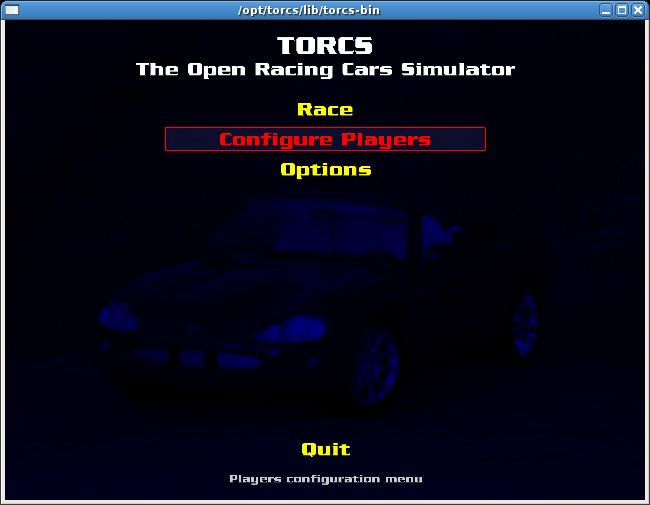 /opt/torcs/lib/torcs-bin
TORCS
The Open Racing Cars Simulator
Race
Configure Players
Options
Quit
Players configuration menu